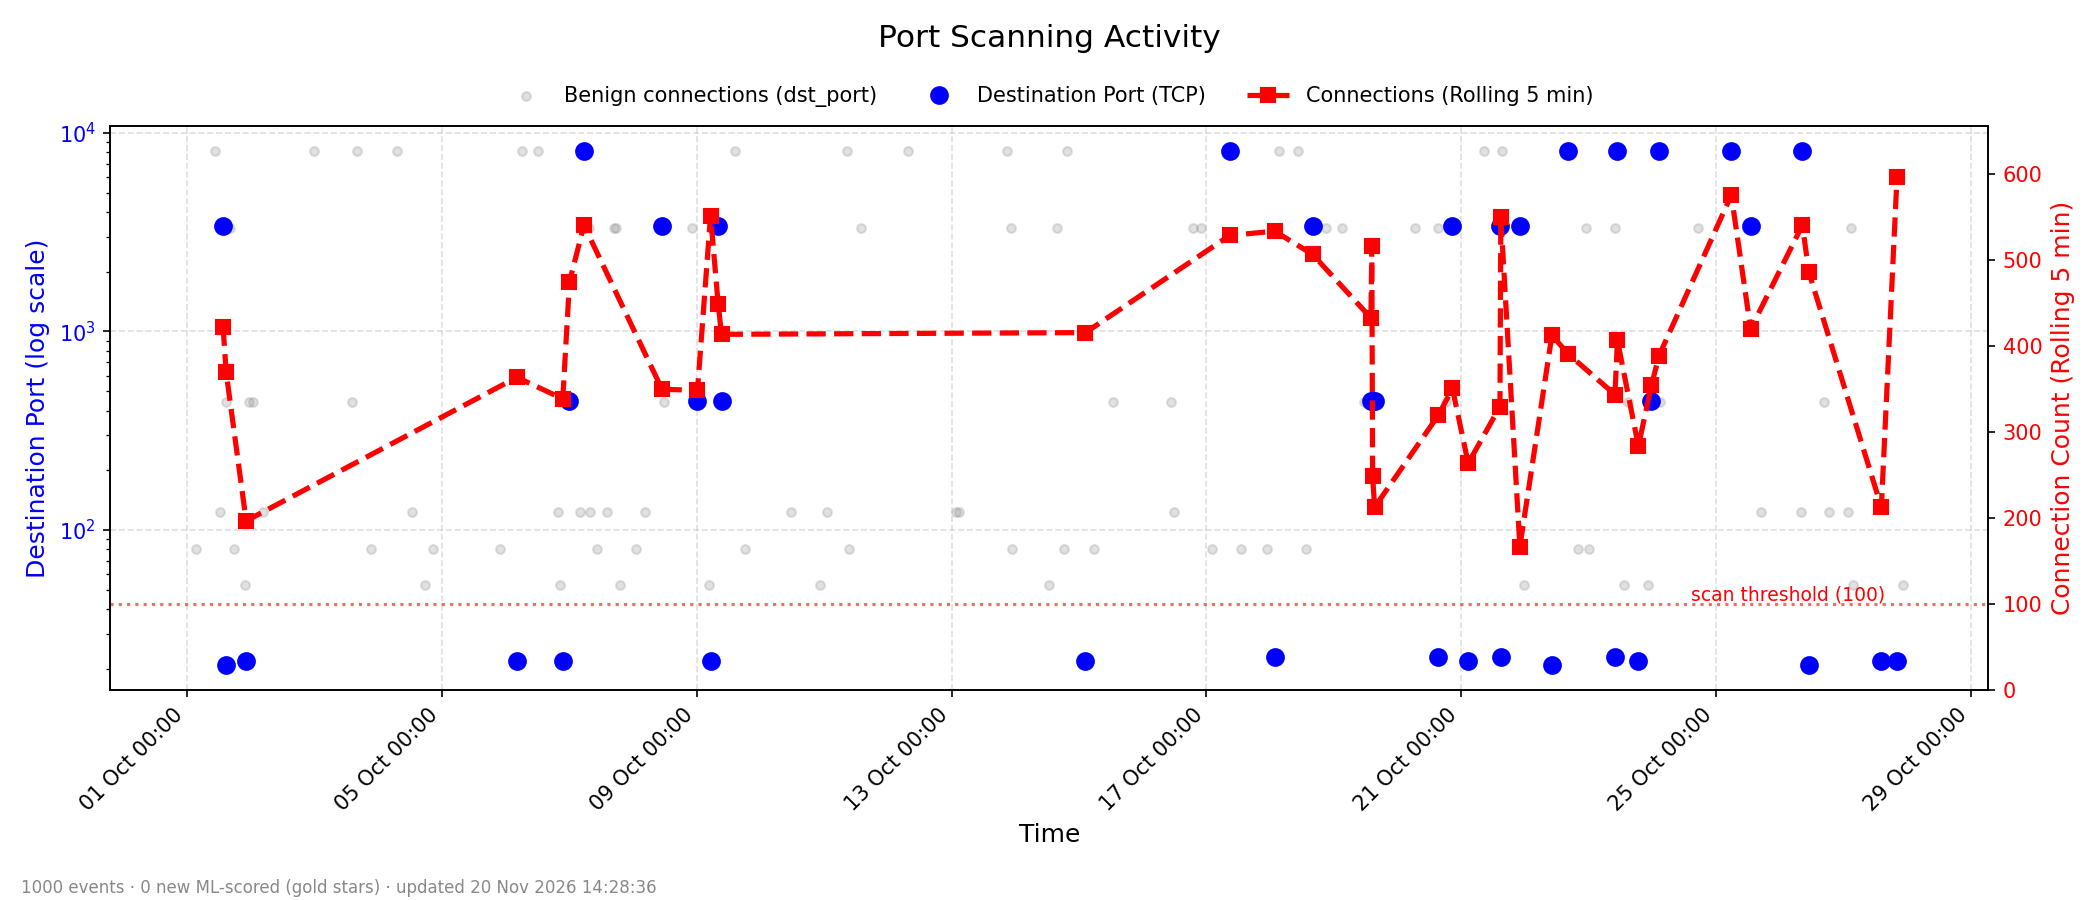 Port Scanning Activity
Benign connections (dst_port)
Destination Port (TCP)
Connections (Rolling 5 min)
Destination Port (log scale)
10^4
10^3
10^2
Connection Count (Rolling 5 min)
600
500
400
300
200
100
0
scan threshold (100)
01 Oct 00:00
05 Oct 00:00
09 Oct 00:00
13 Oct 00:00
17 Oct 00:00
21 Oct 00:00
25 Oct 00:00
29 Oct 00:00
Time
1000 events · 0 new ML-scored (gold stars) · updated 20 Nov 2026 14:28:36